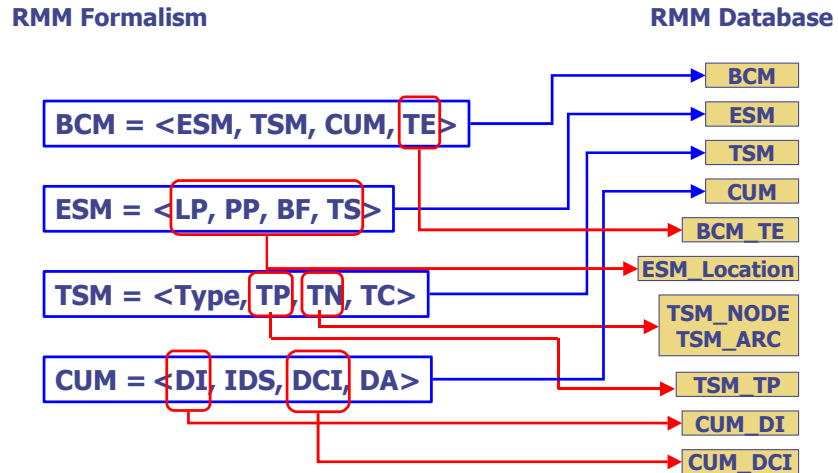 RMM Formalism
RMM Database
BCM = <ESM, TSM, CUM, TE>
ESM = <LP, PP, BF, TS>
TSM = <Type, TP, TN, TC>
CUM = <DI, IDS, DCI, DA>
BCM
ESM
TSM
CUM
BCM_TE
ESM_Location
TSM_NODE
TSM_ARC
TSM_TP
CUM_DI
CUM_DCI